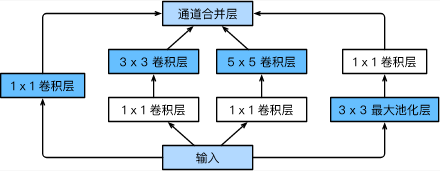 通道合并层
3 x 3 卷积层
5 x 5 卷积层
1 x 1 卷积层
1 x 1 卷积层
1 x 1 卷积层
1 x 1 卷积层
3 x 3 最大池化层
输入